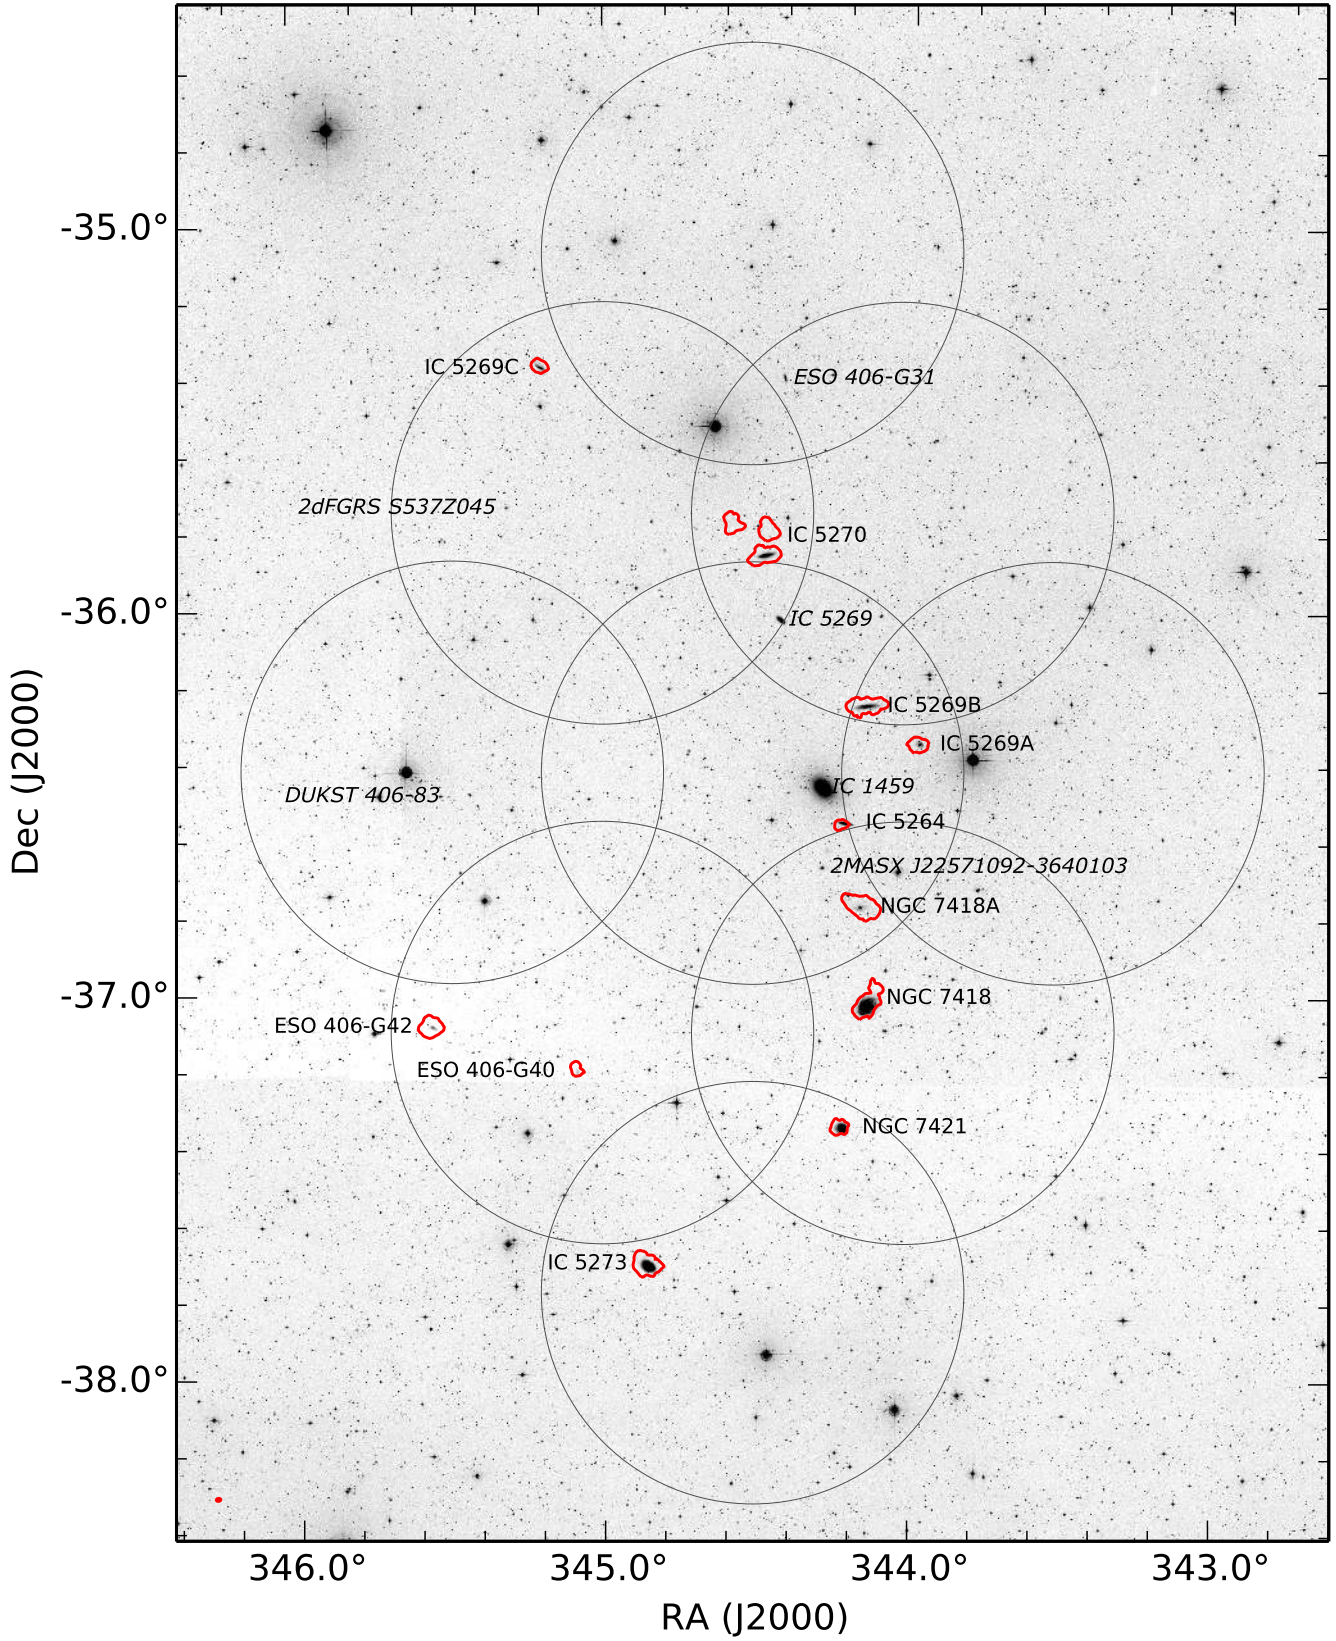 -35.0°
IC 5269C
ESO 406-G31
2dFGRS S537Z045
IC 5270
-36.0°
IC 5269
IC 5269B
IC 5269A
IC 1459
DUKST 406-83
IC 5264
2MASX J22571092-3640103
NGC 7418A
-37.0°
NGC 7418
ESO 406-G42
ESO 406-G40
NGC 7421
IC 5273
-38.0°
Dec (J2000)
346.0°
345.0°
344.0°
343.0°
RA (J2000)